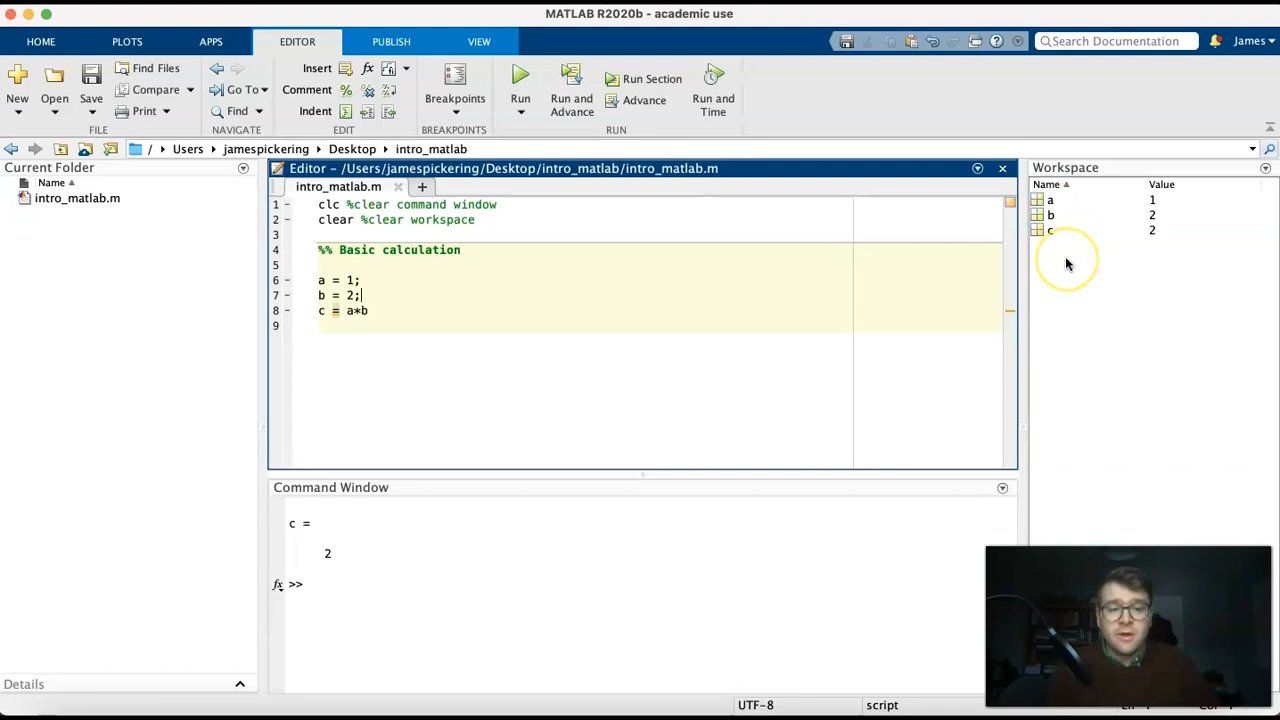 MATLAB R2020b - academic use
HOME PLOTS APPS EDITOR PUBLISH VIEW
Search Documentation
James
New
Open
Save
Find Files
Compare
Print
FILE
Go To
Find
NAVIGATE
Insert
Comment
Indent
EDIT
Breakpoints
BREAKPOINTS
Run
Run and Advance
Run Section
Advance
Run and Time
RUN
/ Users jamespickering Desktop intro_matlab
Current Folder
Name
intro_matlab.m
Details
Editor - /Users/jamespickering/Desktop/intro_matlab/intro_matlab.m
intro_matlab.m
1 clc %clear command window
2 clear %clear workspace
3
4 %% Basic calculation
5
6 a = 1;
7 b = 2;
8 c = a*b
9
Command Window
c =
2
fx >>
Workspace
Name Value
a 1
b 2
c 2
UTF-8 script